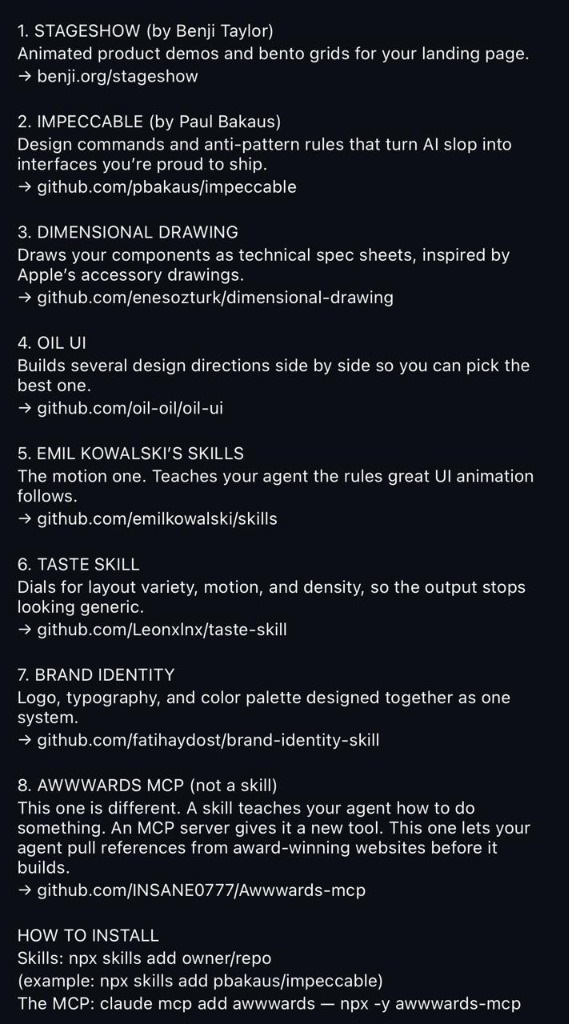 1. STAGESHOW (by Benji Taylor)
Animated product demos and bento grids for your landing page.
→ benji.org/stageshow
2. IMPECCABLE (by Paul Bakaus)
Design commands and anti-pattern rules that turn AI slop into
interfaces you're proud to ship.
→ github.com/pbakaus/impeccable
3. DIMENSIONAL DRAWING
Draws your components as technical spec sheets, inspired by
Apple's accessory drawings.
→ github.com/enesozturk/dimensional-drawing
4. OIL UI
Builds several design directions side by side so you can pick the
best one.
→ github.com/oil-oil/oil-ui
5. EMIL KOWALSKI'S SKILLS
The motion one. Teaches your agent the rules great UI animation
follows.
→ github.com/emilkowalski/skills
6. TASTE SKILL
Dials for layout variety, motion, and density, so the output stops
looking generic.
→ github.com/Leonxlnx/taste-skill
7. BRAND IDENTITY
Logo, typography, and color palette designed together as one
system.
→ github.com/fatihaydost/brand-identity-skill
8. AWWWARDS MCP (not a skill)
This one is different. A skill teaches your agent how to do
something. An MCP server gives it a new tool. This one lets your
agent pull references from award-winning websites before it
builds.
→ github.com/INSANE0777/Awwwards-mcp
HOW TO INSTALL
Skills: npx skills add owner/repo
(example: npx skills add pbakaus/impeccable)
The MCP: claude mcp add awwwards — npx -y awwwards-mcp